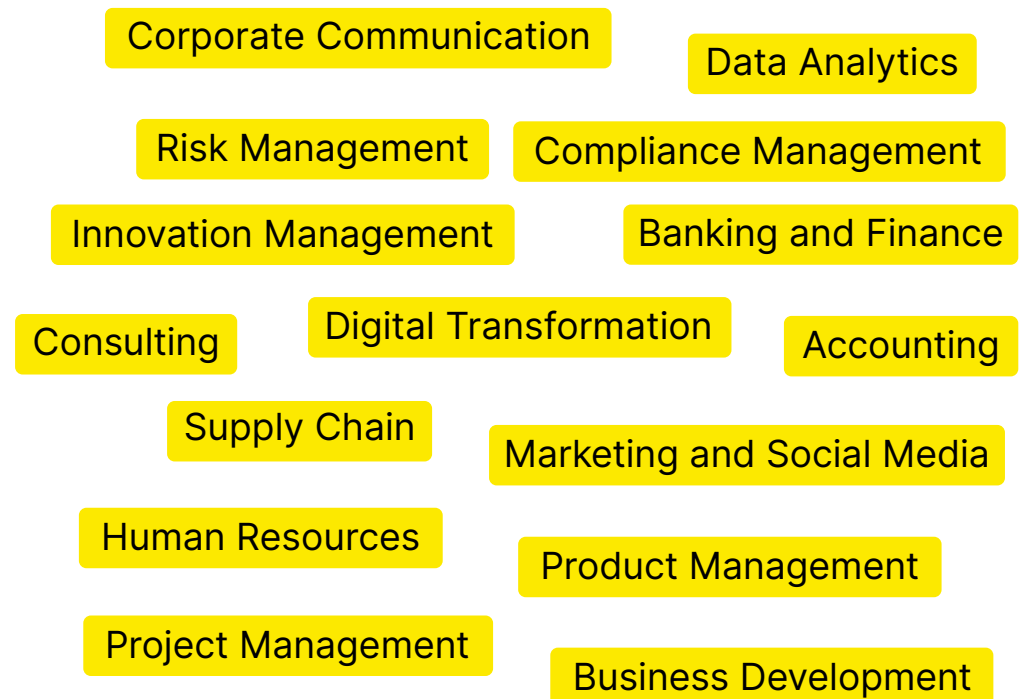 Corporate Communication
Data Analytics
Risk Management
Compliance Management
Innovation Management
Banking and Finance
Digital Transformation
Consulting
Accounting
Supply Chain
Marketing and Social Media
Human Resources
Product Management
Project Management
Business Development